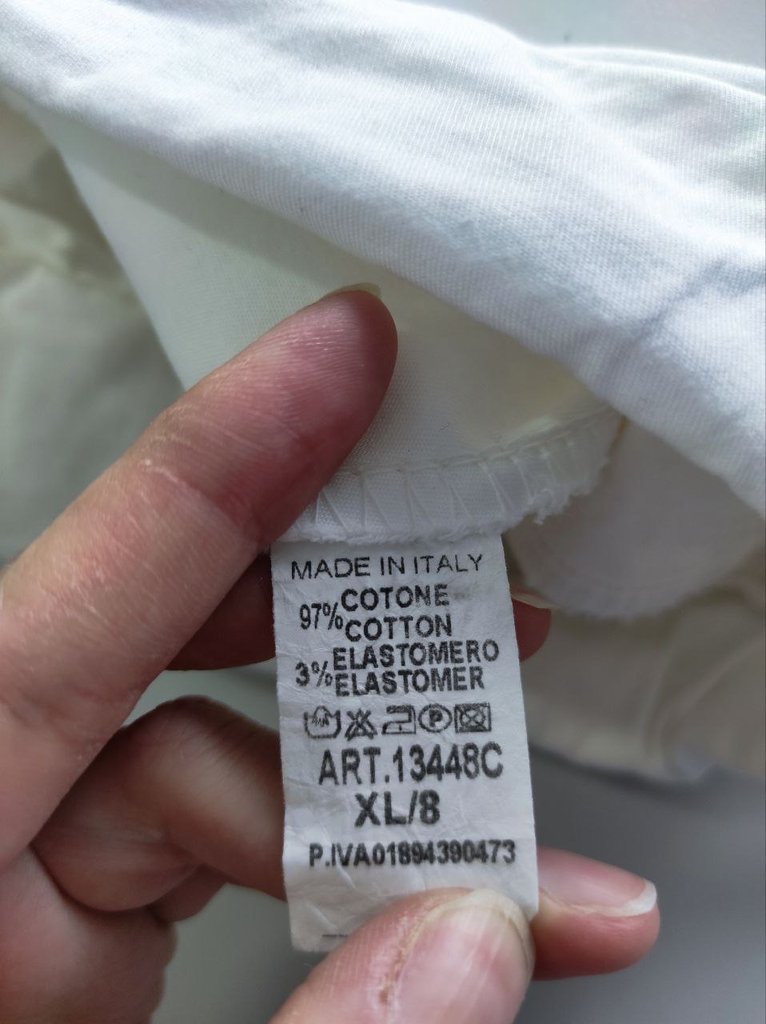 MADE IN ITALY
97% COTONE
COTTON
3% ELASTOMERO
ELASTOMER
ART.13448C
XL/8
P.IVA01894390473